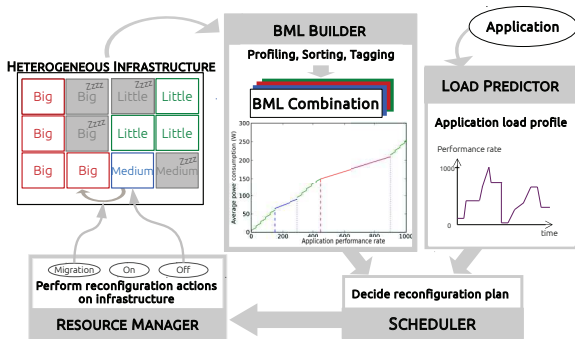 HETEROGENEOUS INFRASTRUCTURE
Big
Zzzz
Big
Zzzz
Little
Little
Big
Zzzz
Big
Little
Little
Big
Big
Medium
Zzzz
Medium
Migration
On
Off
Perform reconfiguration actions
on infrastructure
RESOURCE MANAGER
BML BUILDER
Profiling, Sorting, Tagging
BML Combination
Average power consumption (W)
300
250
200
150
100
50
0
0
200
400
600
800
1000
Application performance rate
Application
LOAD PREDICTOR
Application load profile
Performance rate
1000
0
time
Decide reconfiguration plan
SCHEDULER